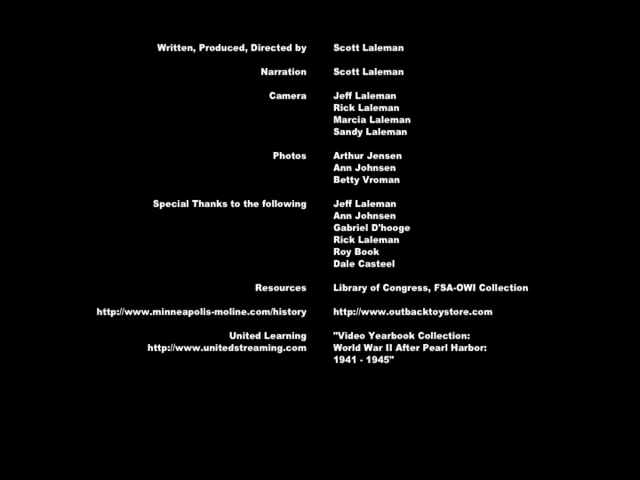 Written, Produced, Directed by Scott Laleman
Narration Scott Laleman
Camera Jeff Laleman
Rick Laleman
Marcia Laleman
Sandy Laleman
Photos Arthur Jensen
Ann Johnsen
Betty Vroman
Special Thanks to the following Jeff Laleman
Ann Johnsen
Gabriel D'hooge
Rick Laleman
Roy Book
Dale Casteel
Resources Library of Congress, FSA-OWI Collection
http://www.minneapolis-moline.com/history http://www.outbacktoystore.com
United Learning "Video Yearbook Collection:
http://www.unitedstreaming.com World War II After Pearl Harbor:
1941 - 1945"